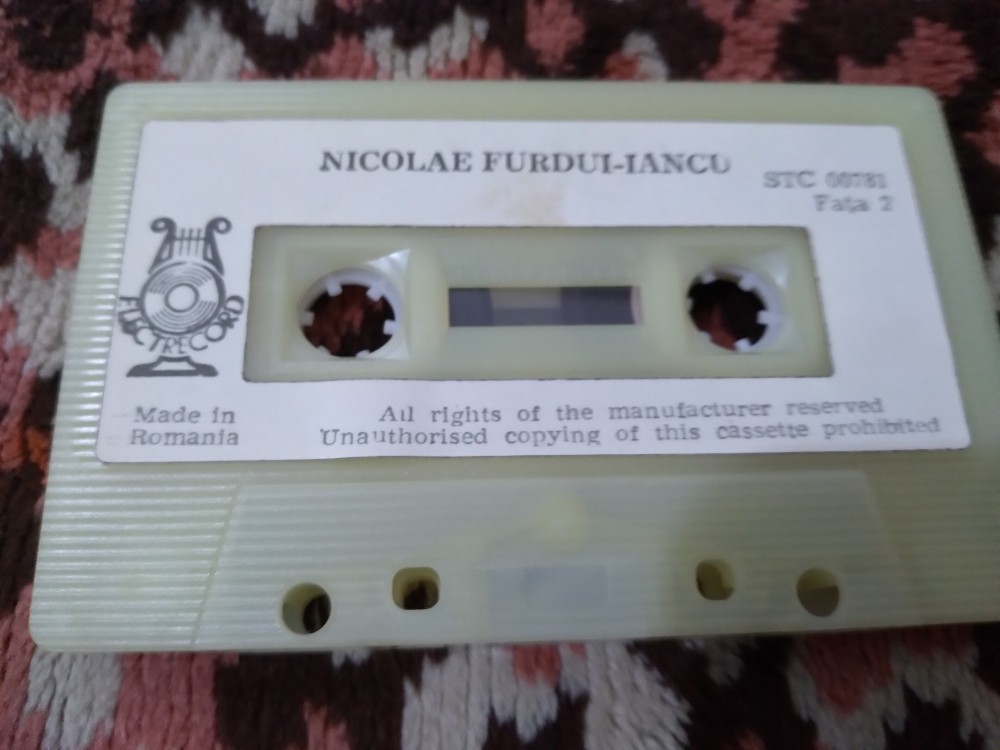 NICOLAE FURDUI-IANCU
STC 00781
Fața 2
ELECTRECORD
Made in
Romania
All rights of the manufacturer reserved
Unauthorised copying of this cassette prohibited